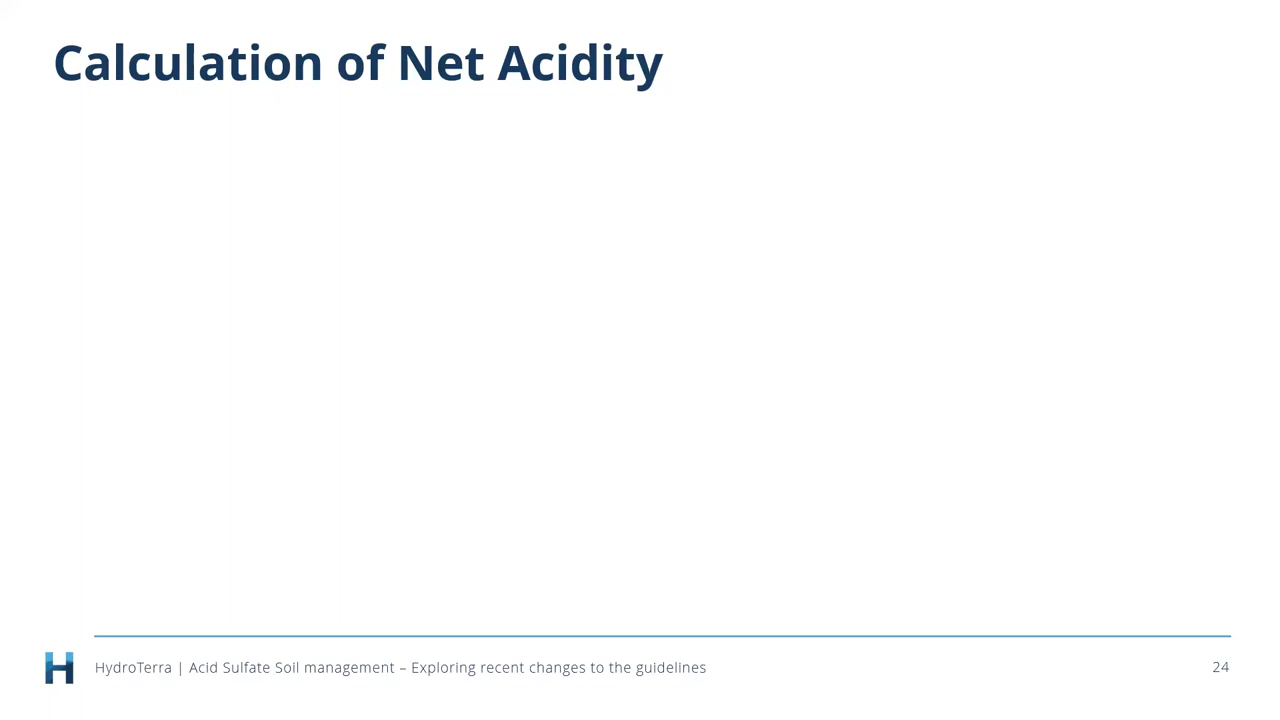 Calculation of Net Acidity
HydroTerra | Acid Sulfate Soil management – Exploring recent changes to the guidelines
24